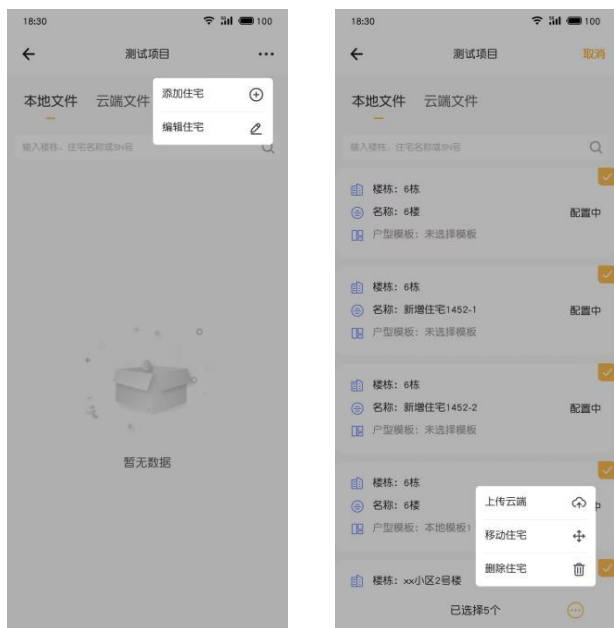 18:30
100
测试项目
本地文件 云端文件
添加住宅
编辑住宅
输入楼栋、住宅名称或SN号
暂无数据
18:30
100
测试项目
取消
本地文件 云端文件
输入楼栋、住宅名称或SN号
楼栋：6栋
名称：6楼
配置中
户型模板：未选择模板
楼栋：6栋
名称：新增住宅1452-1
配置中
户型模板：未选择模板
楼栋：6栋
名称：新增住宅1452-2
配置中
户型模板：未选择模板
楼栋：6栋
名称：6楼
户型模板：本地模板1
上传云端
移动住宅
删除住宅
楼栋：xx小区2号楼
已选择5个